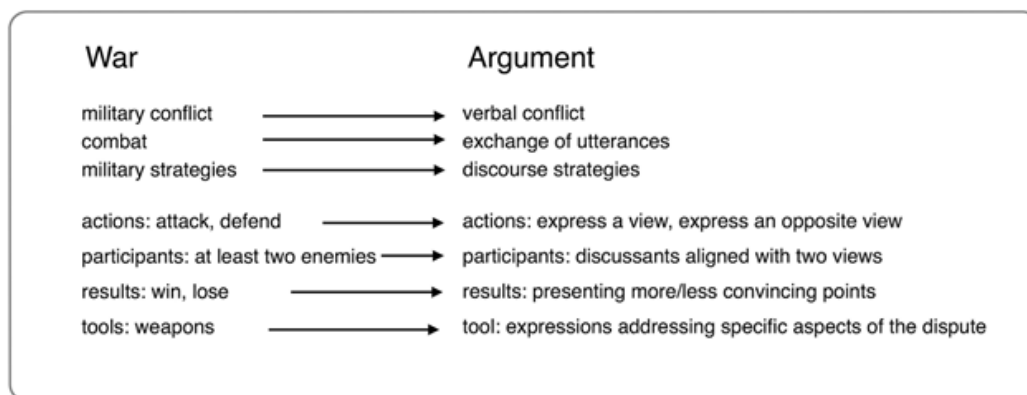 War Argument
military conflict verbal conflict
combat exchange of utterances
military strategies discourse strategies
actions: attack, defend actions: express a view, express an opposite view
participants: at least two enemies participants: discussants aligned with two views
results: win, lose results: presenting more/less convincing points
tools: weapons tool: expressions addressing specific aspects of the dispute